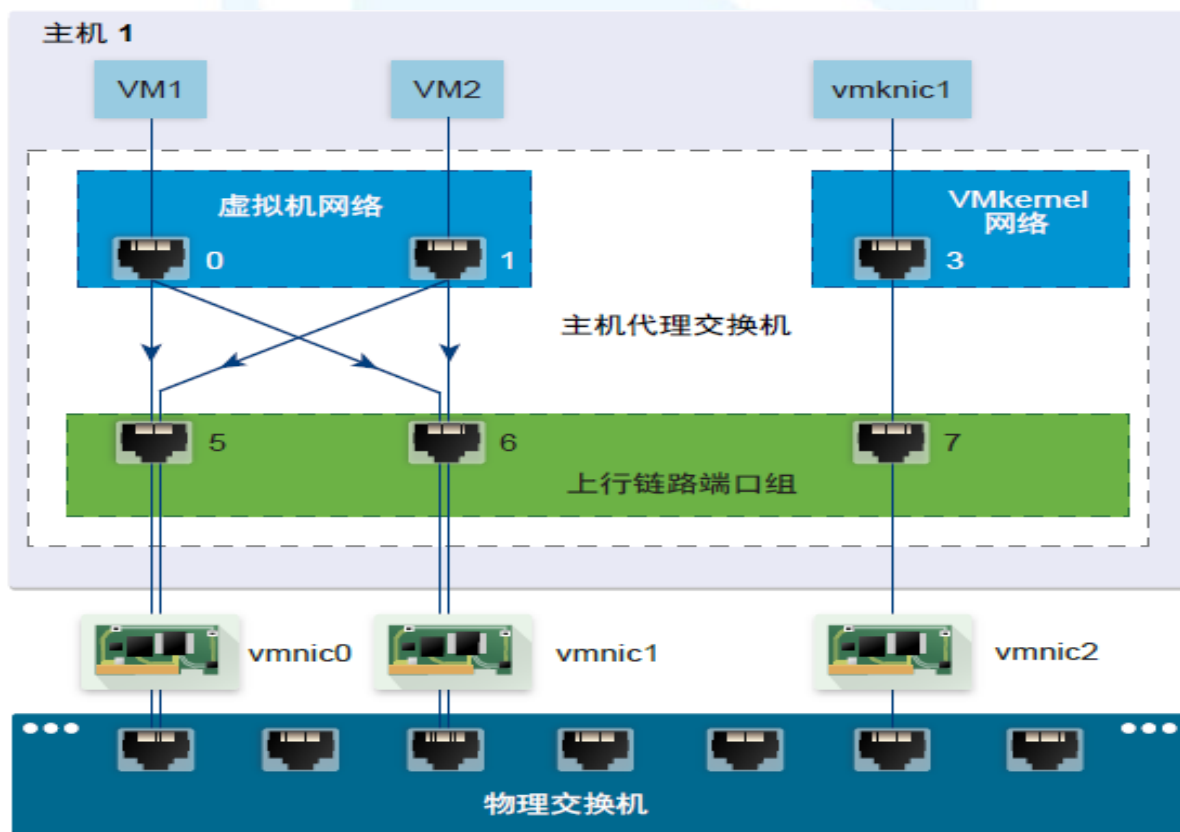 主机 1
VM1
VM2
vmknic1
虚拟机网络
VMkernel
网络
0
1
3
主机代理交换机
5
6
7
上行链路端口组
vmnic0
vmnic1
vmnic2
物理交换机